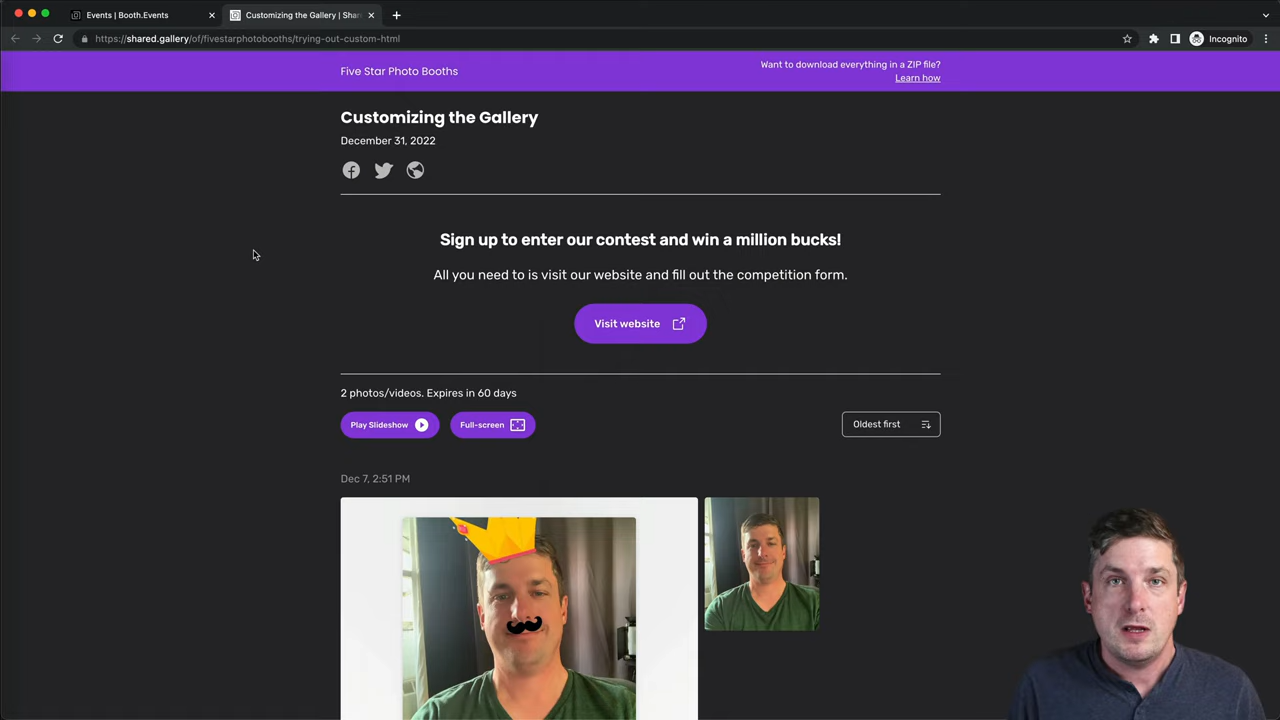 Events | Booth.Events
Customizing the Gallery | Shar
https://shared.gallery/of/fivestarphotobooths/trying-out-custom-html
Incognito
Five Star Photo Booths
Want to download everything in a ZIP file?
Learn how
Customizing the Gallery
December 31, 2022
Sign up to enter our contest and win a million bucks!
All you need to is visit our website and fill out the competition form.
Visit website
2 photos/videos. Expires in 60 days
Play Slideshow
Full-screen
Oldest first
Dec 7, 2:51 PM